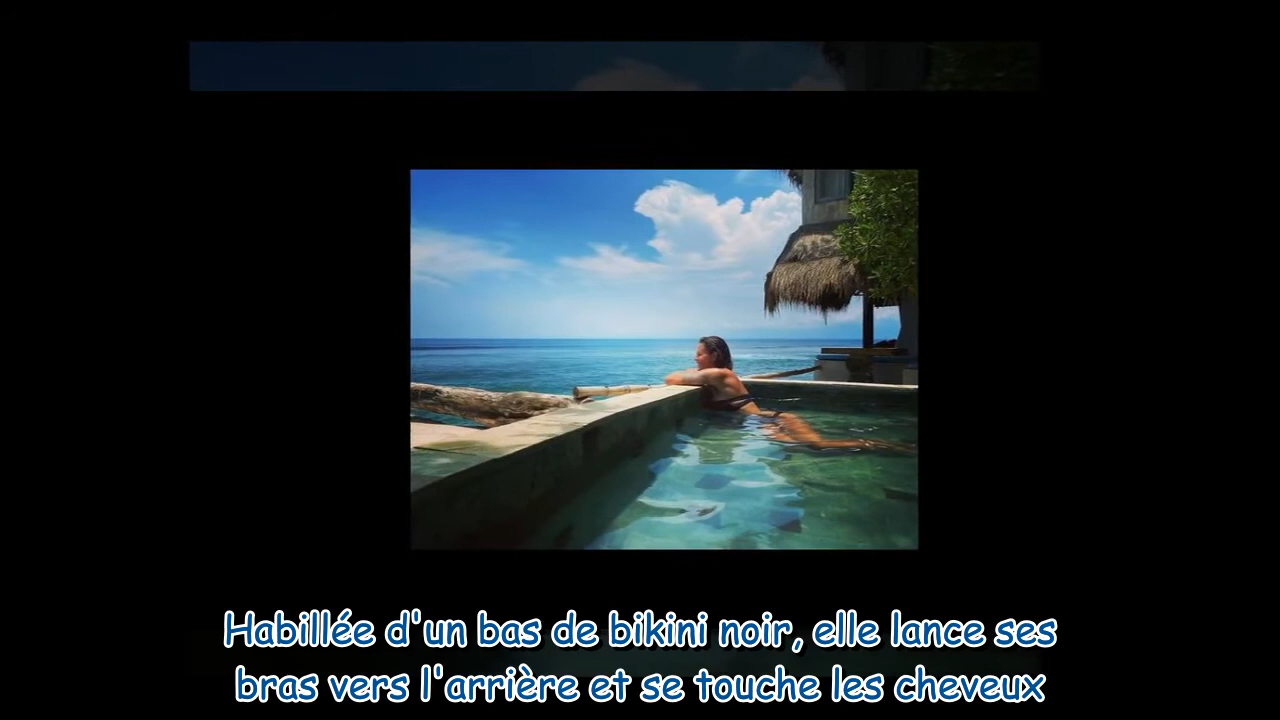 Habillée d'un bas de bikini noir, elle lance ses
bras vers l'arrière et se touche les cheveux